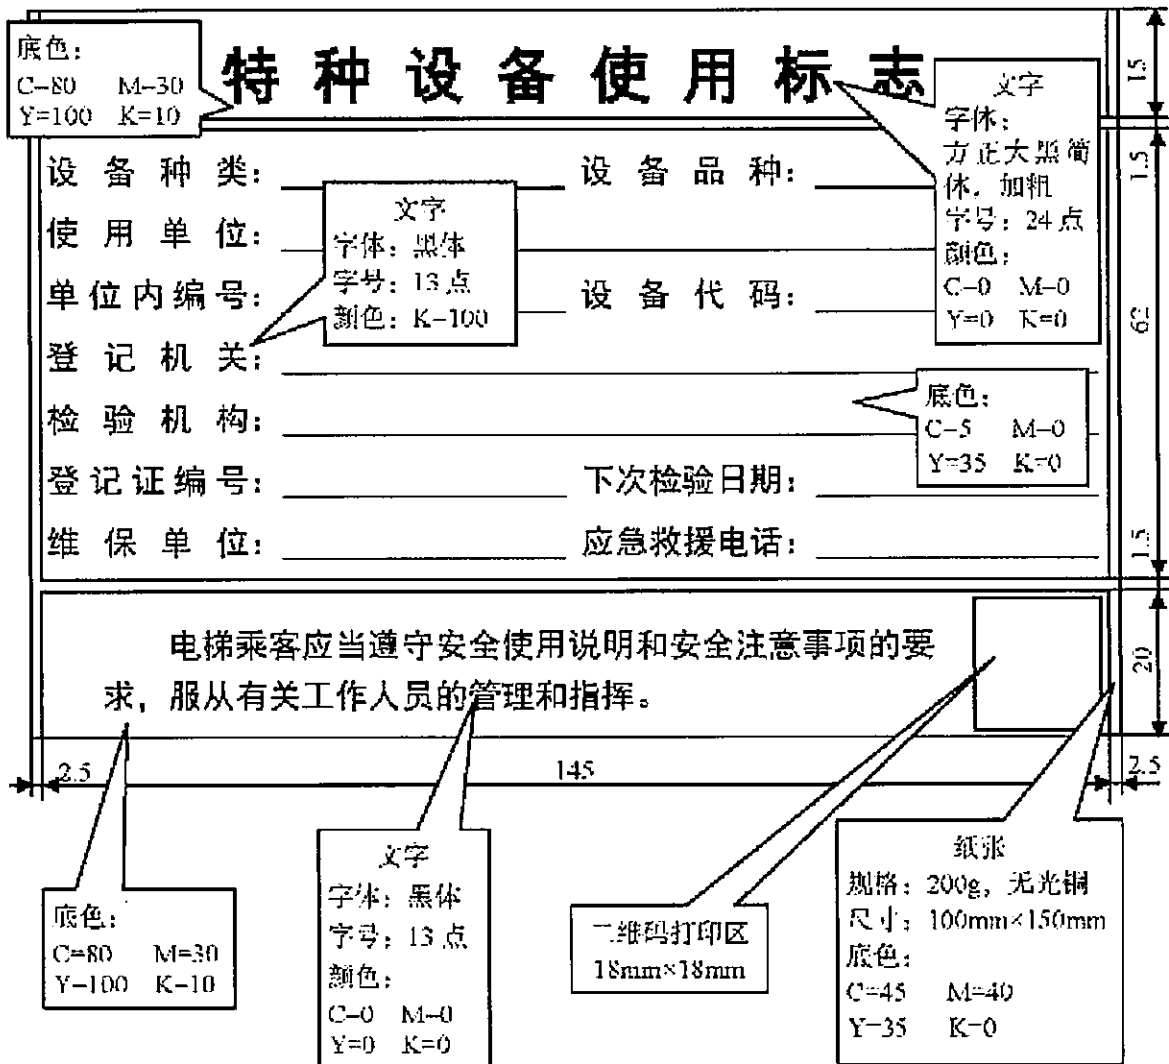 底色：
C-80 M-30
Y=100 K=10
特种设备使用标志
文字
字体：
方正大黑简
体，加粗
字号：24点
颜色：
C-0 M-0
Y=0 K=0
15
设备种类：
设备品种：
1.5
使用单位：
文字
字体：黑体
字号：13点
颜色：K-100
单位内编号：
设备代码：
62
登记机关：
底色：
C-5 M-0
Y=35 K=0
检验机构：
登记证编号：
下次检验日期：
维保单位：
应急救援电话：
1.5
电梯乘客应当遵守安全使用说明和安全注意事项的要
求，服从有关工作人员的管理和指挥。
20
2.5
145
2.5
底色：
C=80 M=30
Y-100 K-10
文字
字体：黑体
字号：13点
颜色：
C-0 M-0
Y=0 K=0
二维码打印区
18mm×18mm
纸张
规格：200g，无光铜
尺寸：100mm×150mm
底色：
C=45 M=40
Y=35 K=0